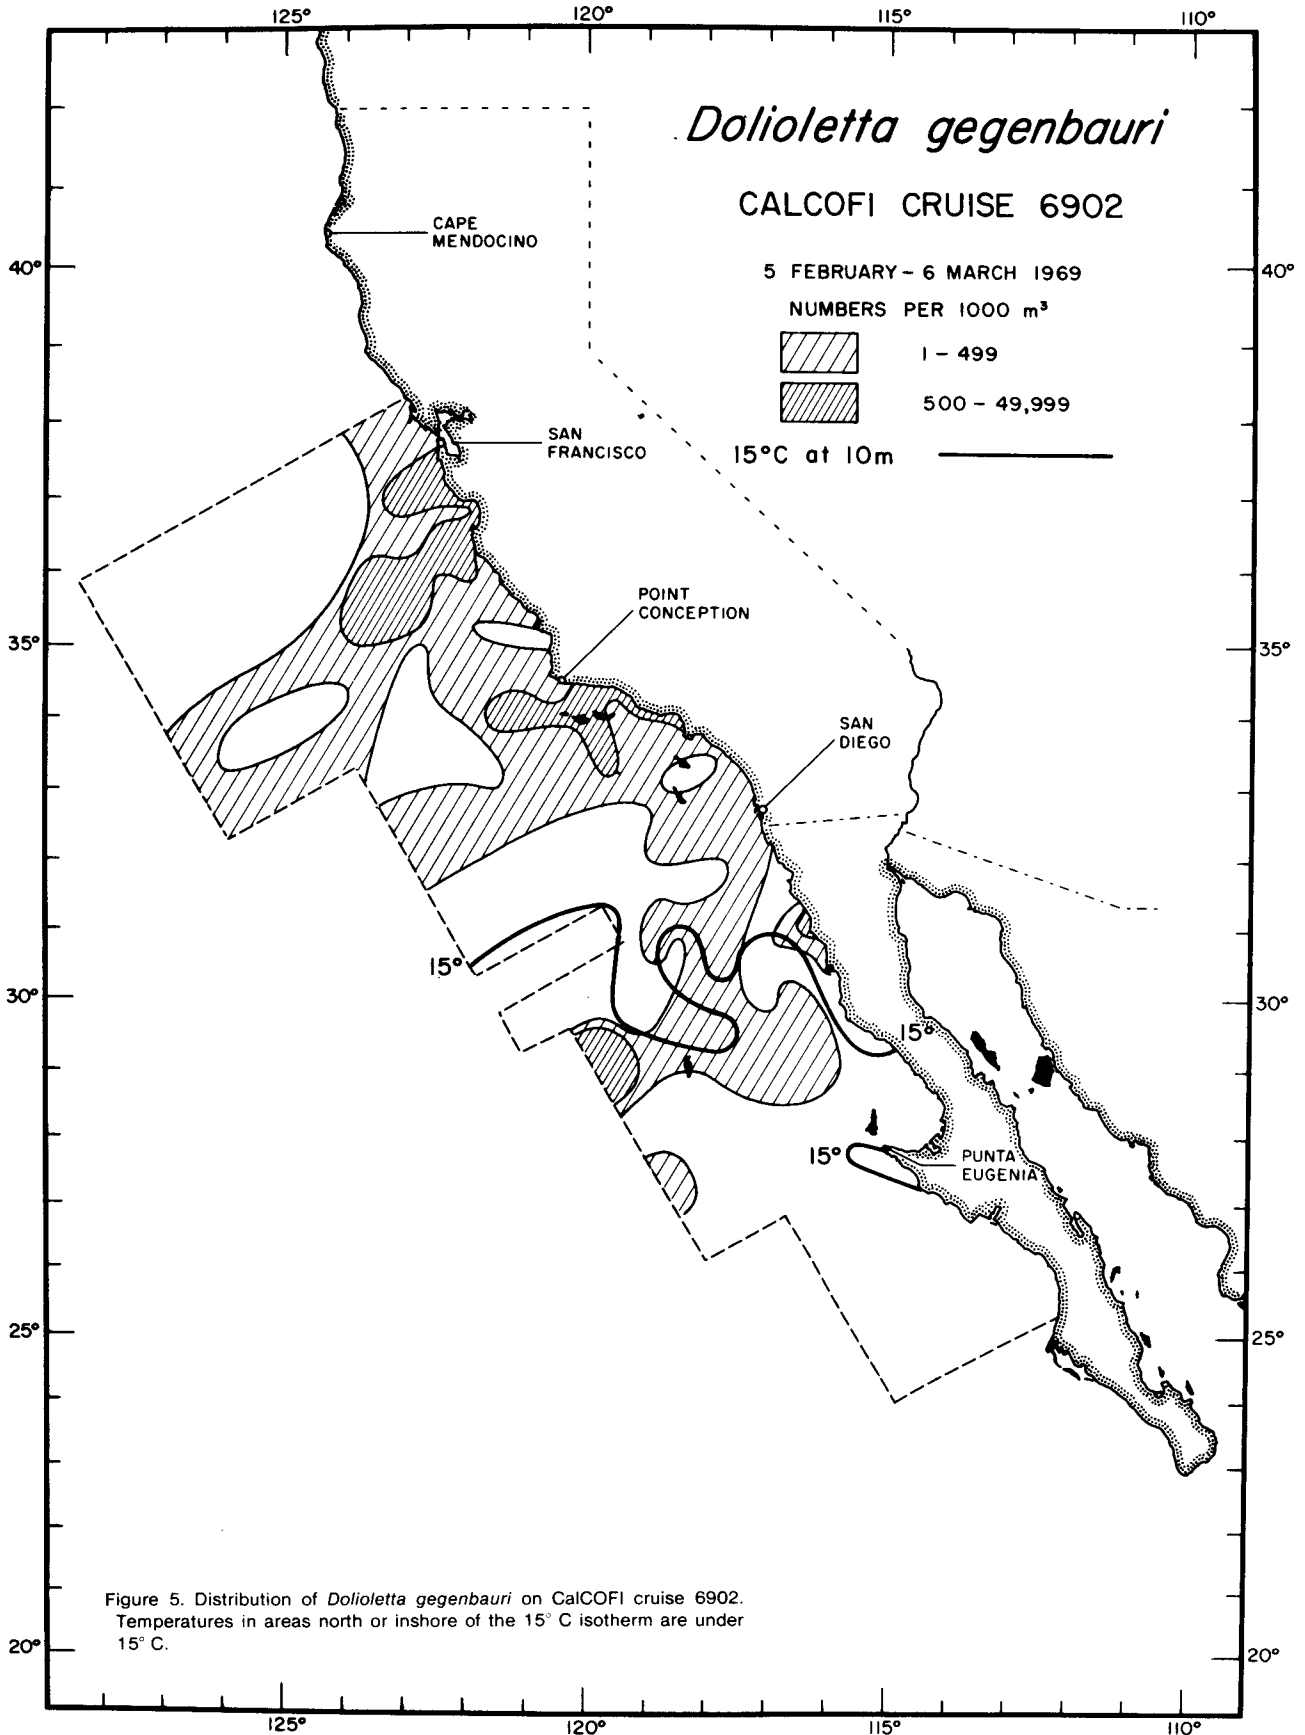 125° 120° 115° 110°
Dolioletta gegenbauri
CALCOFI CRUISE 6902
5 FEBRUARY – 6 MARCH 1969
NUMBERS PER 1000 m³
1 – 499
500 – 49,999
15°C at 10m
CAPE
MENDOCINO
40° 40°
SAN
FRANCISCO
POINT
CONCEPTION
35° 35°
SAN
DIEGO
15°
30° 30°
15°
15°
PUNTA
EUGENIA
25° 25°
Figure 5. Distribution of Dolioletta gegenbauri on CalCOFI cruise 6902.
Temperatures in areas north or inshore of the 15° C isotherm are under
15° C.
20° 20°
125° 120° 115° 110°